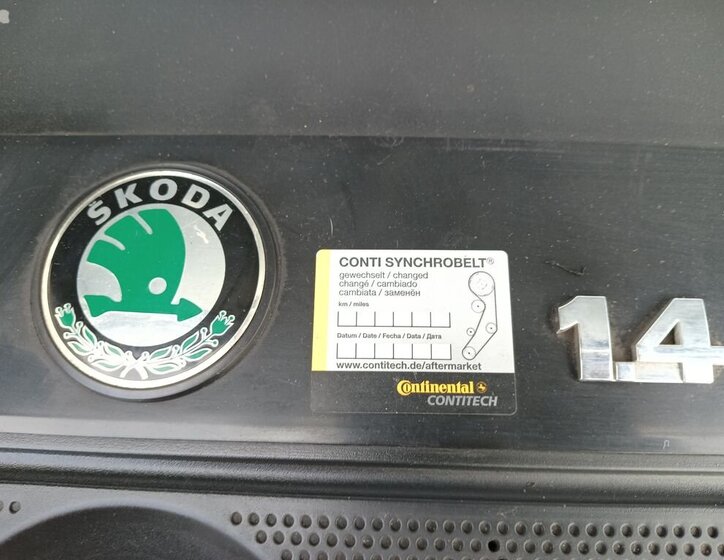 ŠKODA
CONTI SYNCHROBELT®
gewechselt / changed
changé / cambiado
cambiata / заменён
km / miles
Datum / Date / Fecha / Data / Дата
www.contitech.de/aftermarket
Continental
CONTITECH
1.4